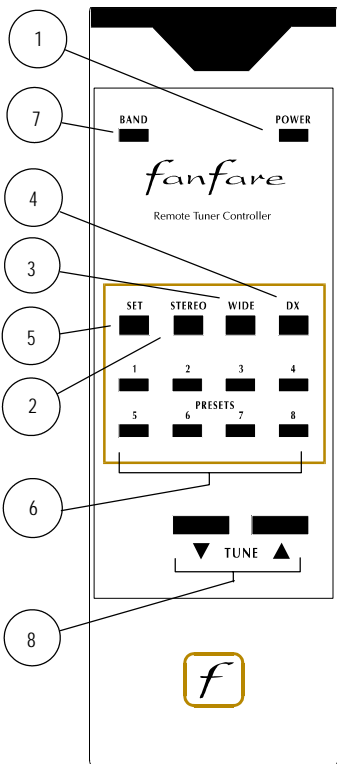 1
7
BAND POWER
fanfare
4
Remote Tuner Controller
3
SET STEREO WIDE DX
5
1 2 3 4
2
PRESETS
5 6 7 8
6
▼ TUNE ▲
8
f